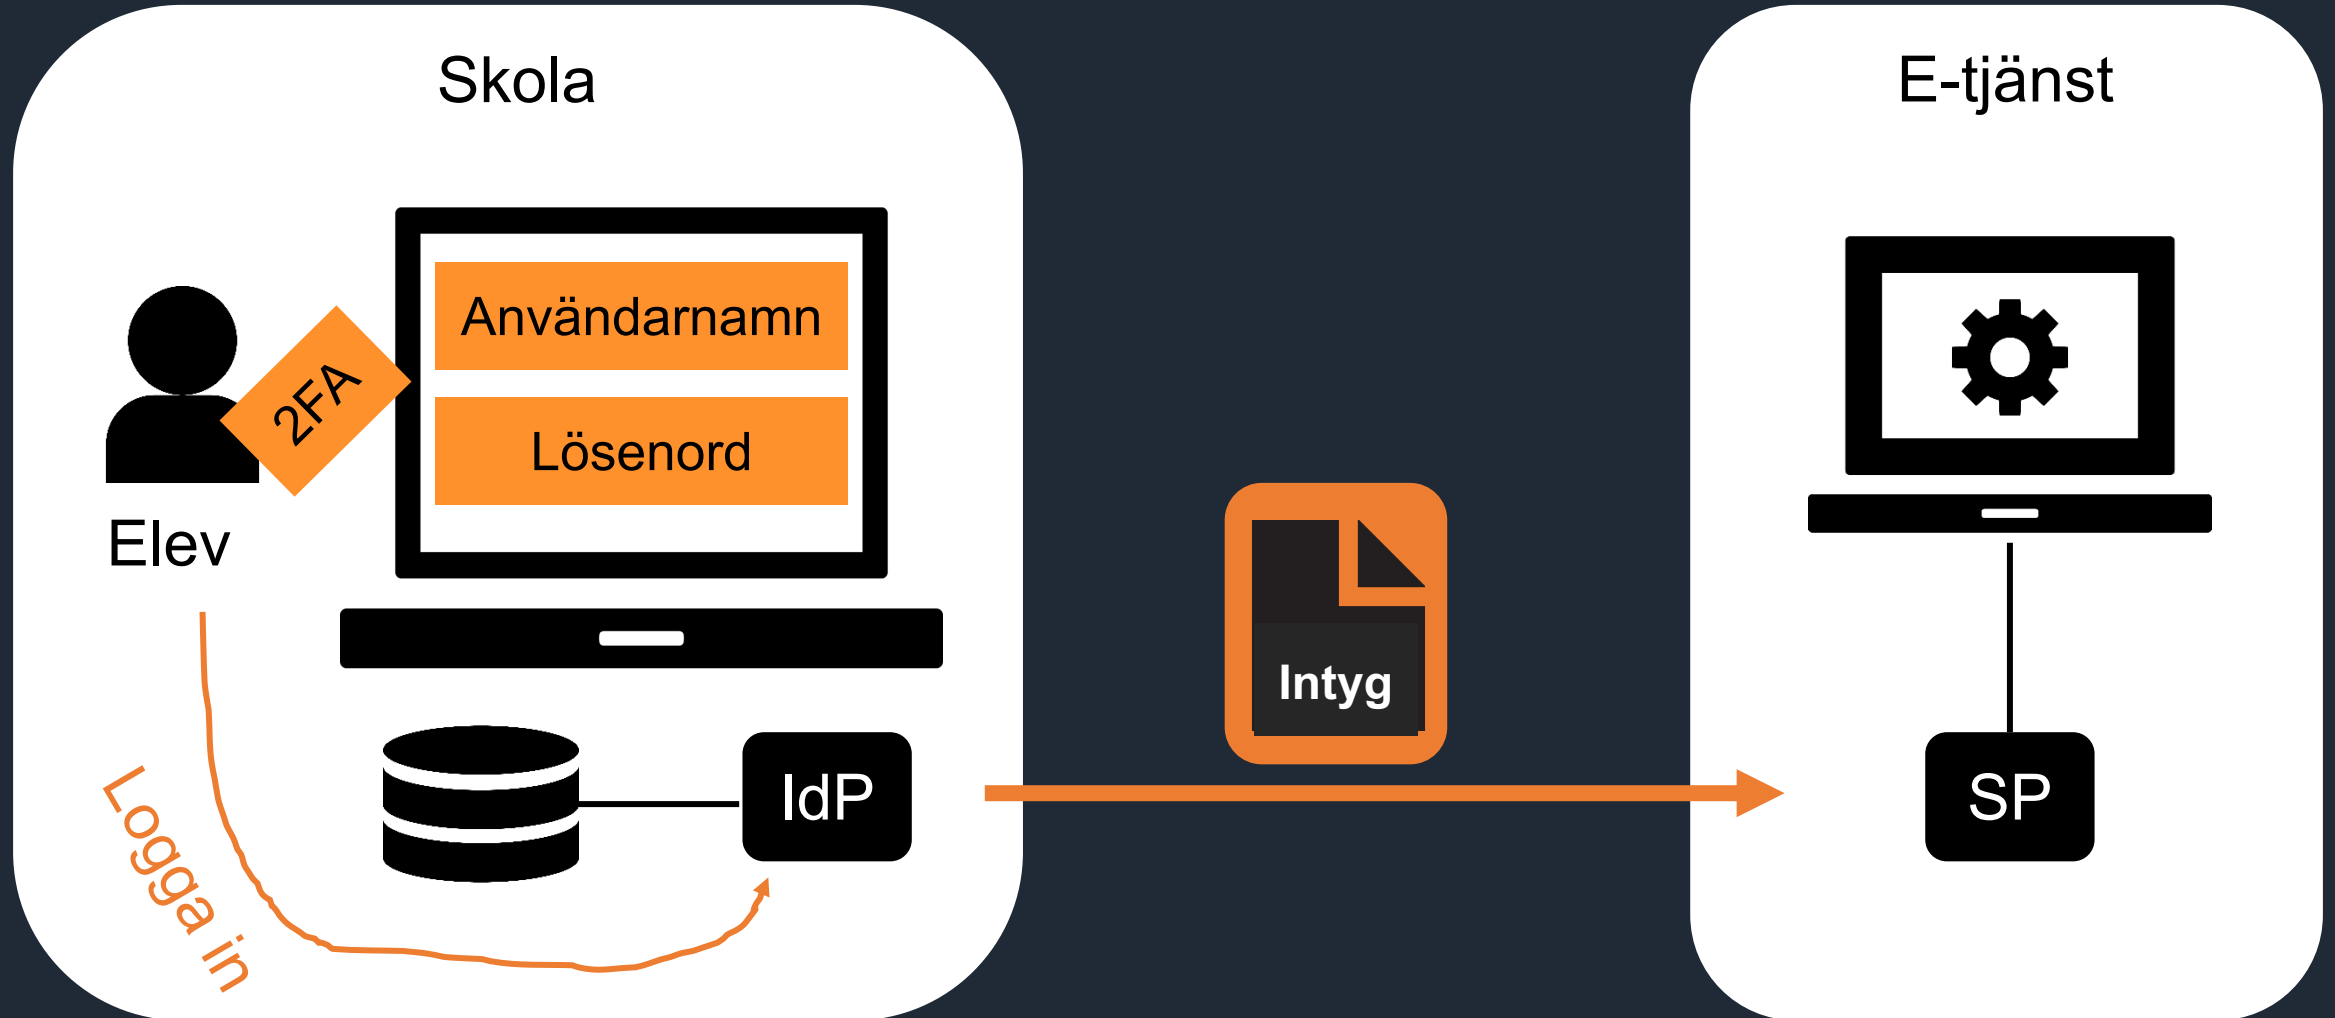 Skola
E-tjänst
Användarnamn
2FA
Lösenord
Elev
Intyg
Logga in
IdP
SP